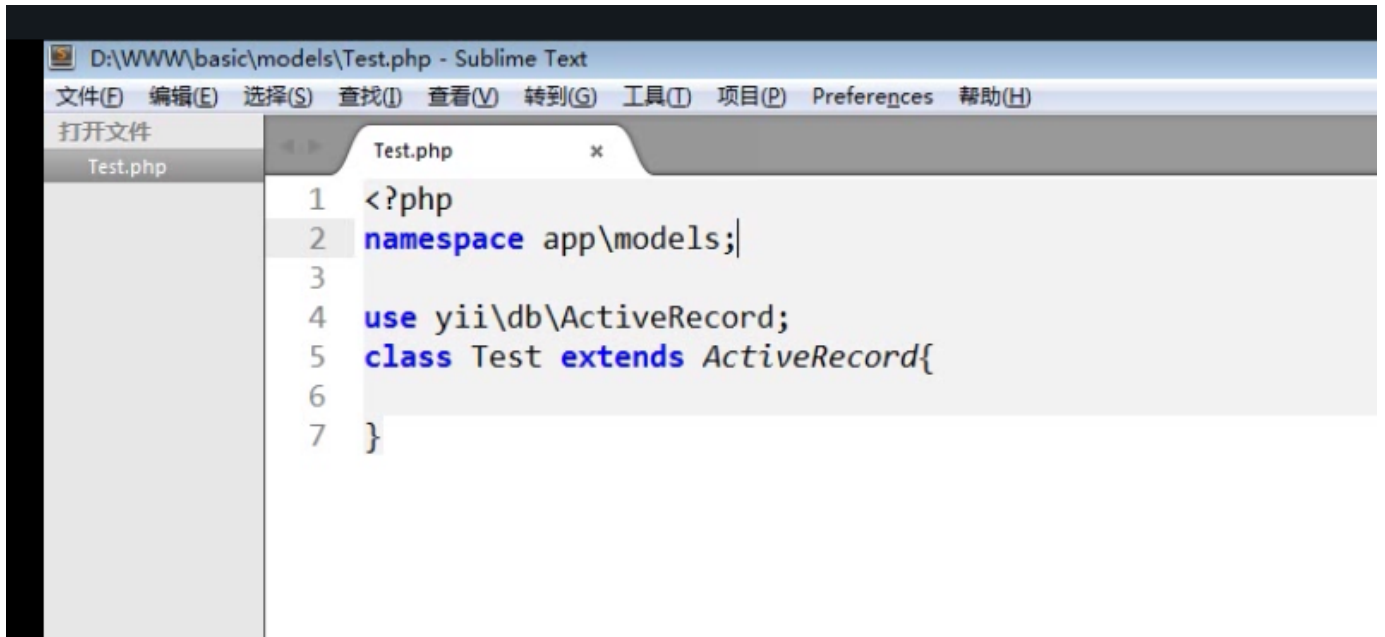 D:\WWW\basic\models\Test.php - Sublime Text
文件(F) 编辑(E) 选择(S) 查找(I) 查看(V) 转到(G) 工具(T) 项目(P) Preferences 帮助(H)
打开文件
Test.php
Test.php ×
1 <?php
2 namespace app\models;
3
4 use yii\db\ActiveRecord;
5 class Test extends ActiveRecord{
6
7 }